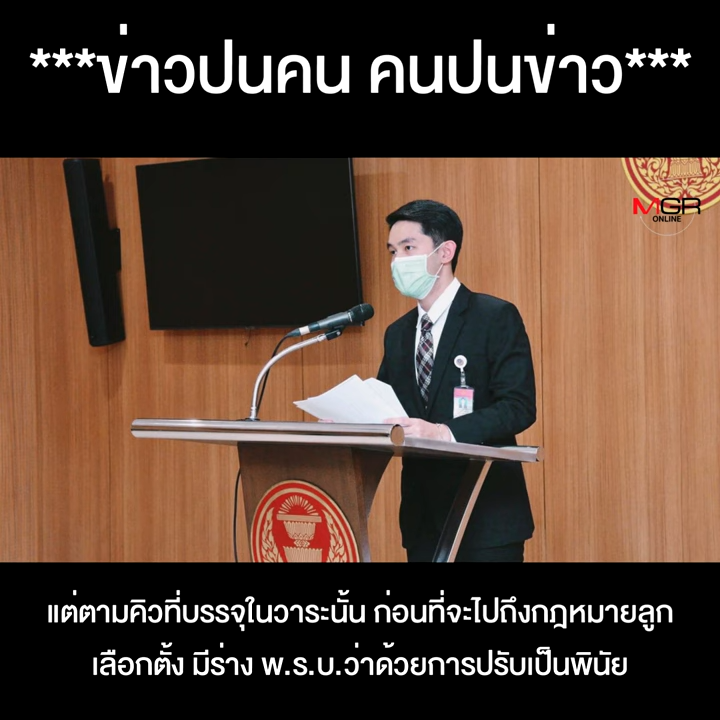 ***ข่าวปนคน คนปนข่าว***
MGR
ONLINE
แต่ตามคิวที่บรรจุในวาระนั้น ก่อนที่จะไปถึงกฎหมายลูก
เลือกตั้ง มีร่าง พ.ร.บ.ว่าด้วยการปรับเป็นพินัย